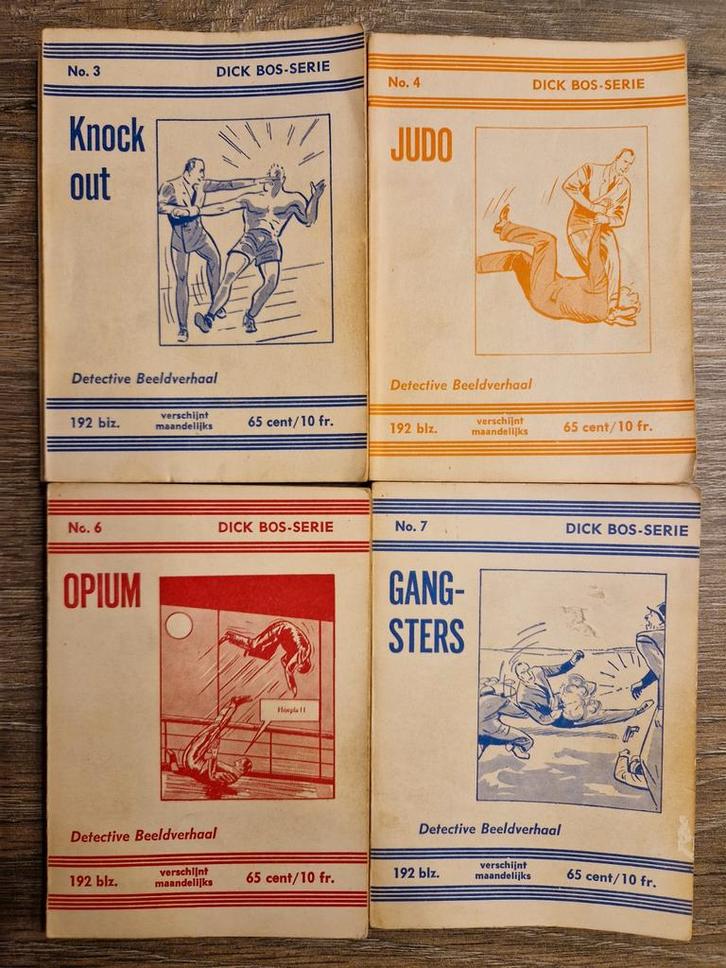 No. 3 DICK BOS-SERIE
Knock
out
Detective Beeldverhaal
192 blz. verschijnt
maandelijks 65 cent/10 fr.
No. 4 DICK BOS-SERIE
JUDO
Detective Beeldverhaal
192 blz. verschijnt
maandelijks 65 cent/10 fr.
No. 6 DICK BOS-SERIE
OPIUM
Hoepla!!
Detective Beeldverhaal
192 blz. verschijnt
maandelijks 65 cent/10 fr.
No. 7 DICK BOS-SERIE
GANG-
STERS
Detective Beeldverhaal
192 blz. verschijnt
maandelijks 65 cent/10 fr.